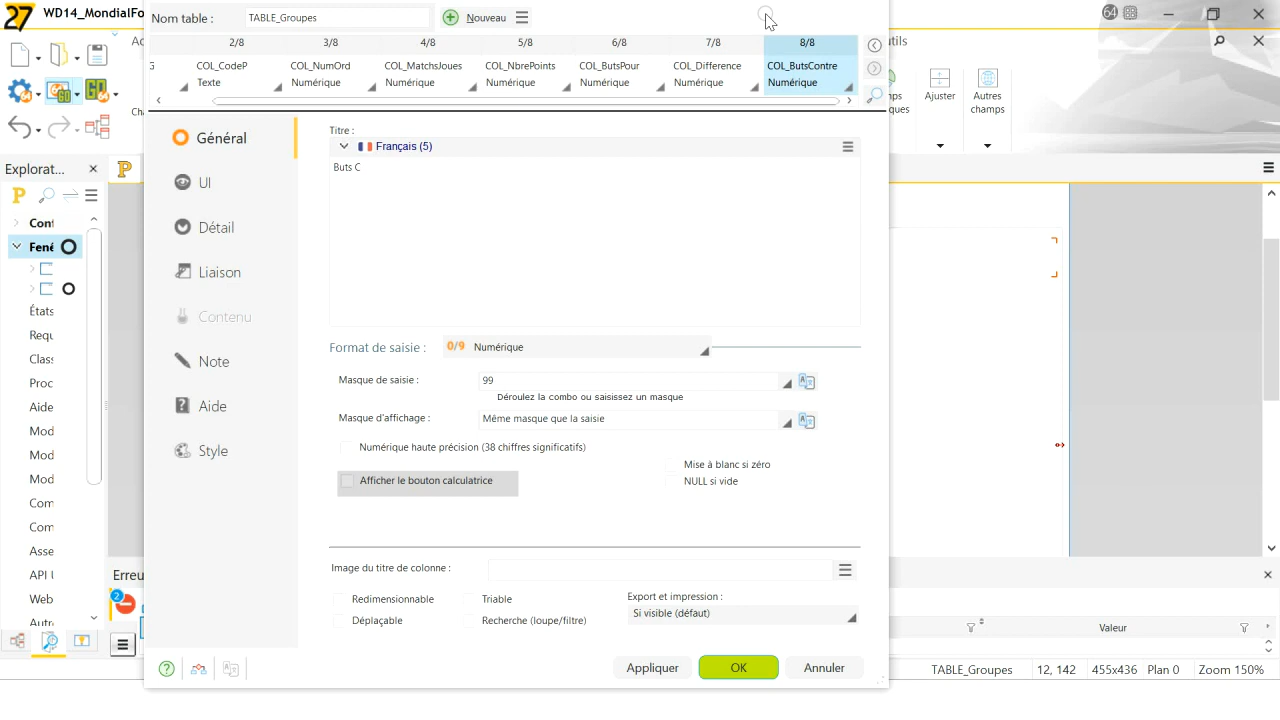 27 WD14_MondialFo
64
Nom table :
TABLE_Groupes
Nouveau
2/8
3/8
4/8
5/8
6/8
7/8
8/8
COL_CodeP
COL_NumOrd
COL_MatchsJoues
COL_NbrePoints
COL_ButsPour
COL_Difference
COL_ButsContre
Texte
Numérique
Numérique
Numérique
Numérique
Numérique
Numérique
Ajuster
Autres
champs
Général
UI
Détail
Liaison
Contenu
Note
Aide
Style
Titre :
Français (5)
Buts C
Format de saisie :
0/9 Numérique
Masque de saisie :
99
Déroulez la combo ou saisissez un masque
Masque d'affichage :
Même masque que la saisie
Numérique haute précision (38 chiffres significatifs)
Mise à blanc si zéro
Afficher le bouton calculatrice
NULL si vide
Image du titre de colonne :
Redimensionnable
Triable
Export et impression :
Déplaçable
Recherche (loupe/filtre)
Si visible (défaut)
Appliquer
OK
Annuler
Explorat...
Fené
États
Requ
Class
Proc
Aide
Mod
Mod
Mod
Com
Com
Asse
API
Web
Erreu
2
Valeur
TABLE_Groupes
12, 142
455x436
Plan 0
Zoom 150%